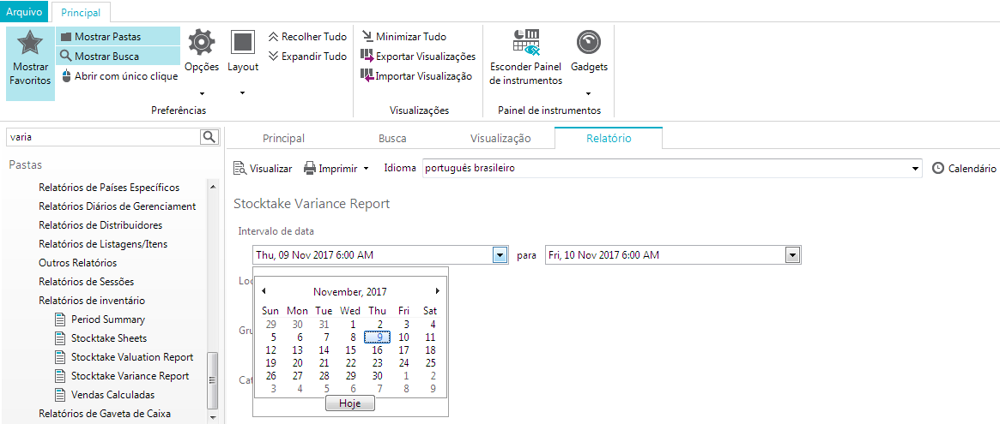 Arquivo
Principal
Mostrar
Favoritos
Mostrar Pastas
Mostrar Busca
Abrir com único clique
Opções
Layout
Recolher Tudo
Expandir Tudo
Preferências
Minimizar Tudo
Exportar Visualizações
Importar Visualização
Visualizações
Esconder Painel
de instrumentos
Gadgets
Painel de instrumentos
varia
Pastas
Relatórios de Países Específicos
Relatórios Diários de Gerenciament
Relatórios de Distribuidores
Relatórios de Listagens/Itens
Outros Relatórios
Relatórios de Sessões
Relatórios de inventário
Period Summary
Stocktake Sheets
Stocktake Valuation Report
Stocktake Variance Report
Vendas Calculadas
Relatórios de Gaveta de Caixa
Principal
Busca
Visualização
Relatório
Visualizar
Imprimir
Idioma
português brasileiro
Calendário
Stocktake Variance Report
Intervalo de data
Thu, 09 Nov 2017 6:00 AM
para
Fri, 10 Nov 2017 6:00 AM
Loc
Gru
Cat
November, 2017
Sun Mon Tue Wed Thu Fri Sat
29 30 31 1 2 3 4
5 6 7 8 9 10 11
12 13 14 15 16 17 18
19 20 21 22 23 24 25
26 27 28 29 30 1 2
3 4 5 6 7 8 9
Hoje